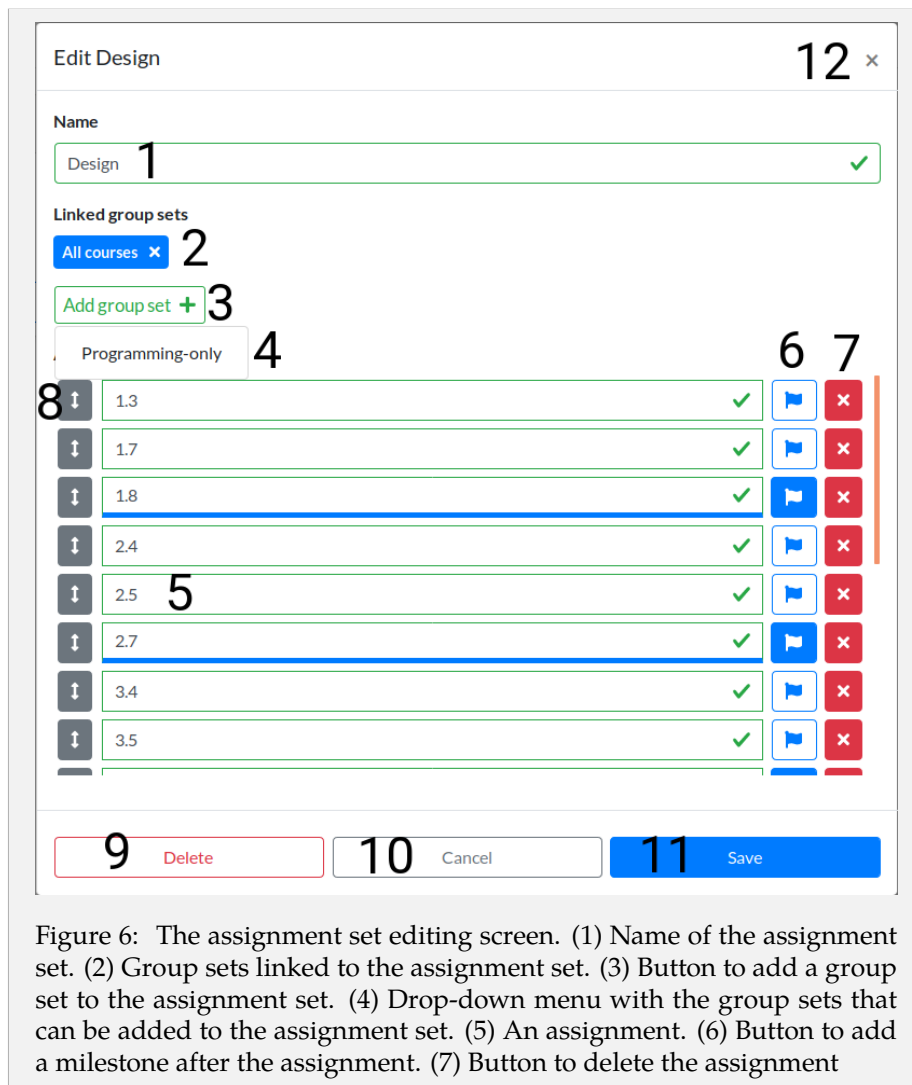 Edit Design 12 ×
Name
Design 1
Linked group sets
All courses × 2
Add group set + 3
Programming-only 4 6 7
8 1.3
1.7
1.8
2.4
2.5 5
2.7
3.4
3.5
9 Delete 10 Cancel 11 Save
Figure 6: The assignment set editing screen. (1) Name of the assignment
set. (2) Group sets linked to the assignment set. (3) Button to add a group
set to the assignment set. (4) Drop-down menu with the group sets that
can be added to the assignment set. (5) An assignment. (6) Button to add
a milestone after the assignment. (7) Button to delete the assignment